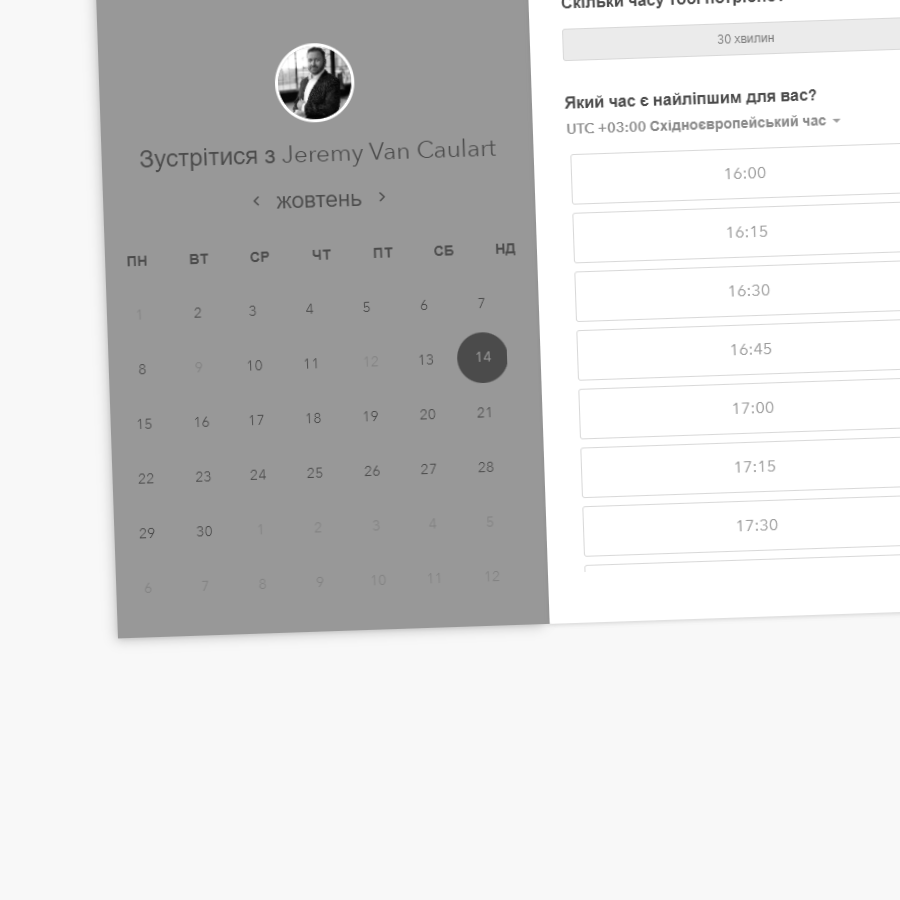 Зустрітися з Jeremy Van Caulart
‹ жовтень ›
ПН ВТ СР ЧТ ПТ СБ НД
1 2 3 4 5 6 7
8 9 10 11 12 13 14
15 16 17 18 19 20 21
22 23 24 25 26 27 28
29 30 1 2 3 4 5
6 7 8 9 10 11 12
Скільки часу тобі потрібно?
30 хвилин
Який час є найліпшим для вас?
UTC +03:00 Східноєвропейський час
16:00
16:15
16:30
16:45
17:00
17:15
17:30